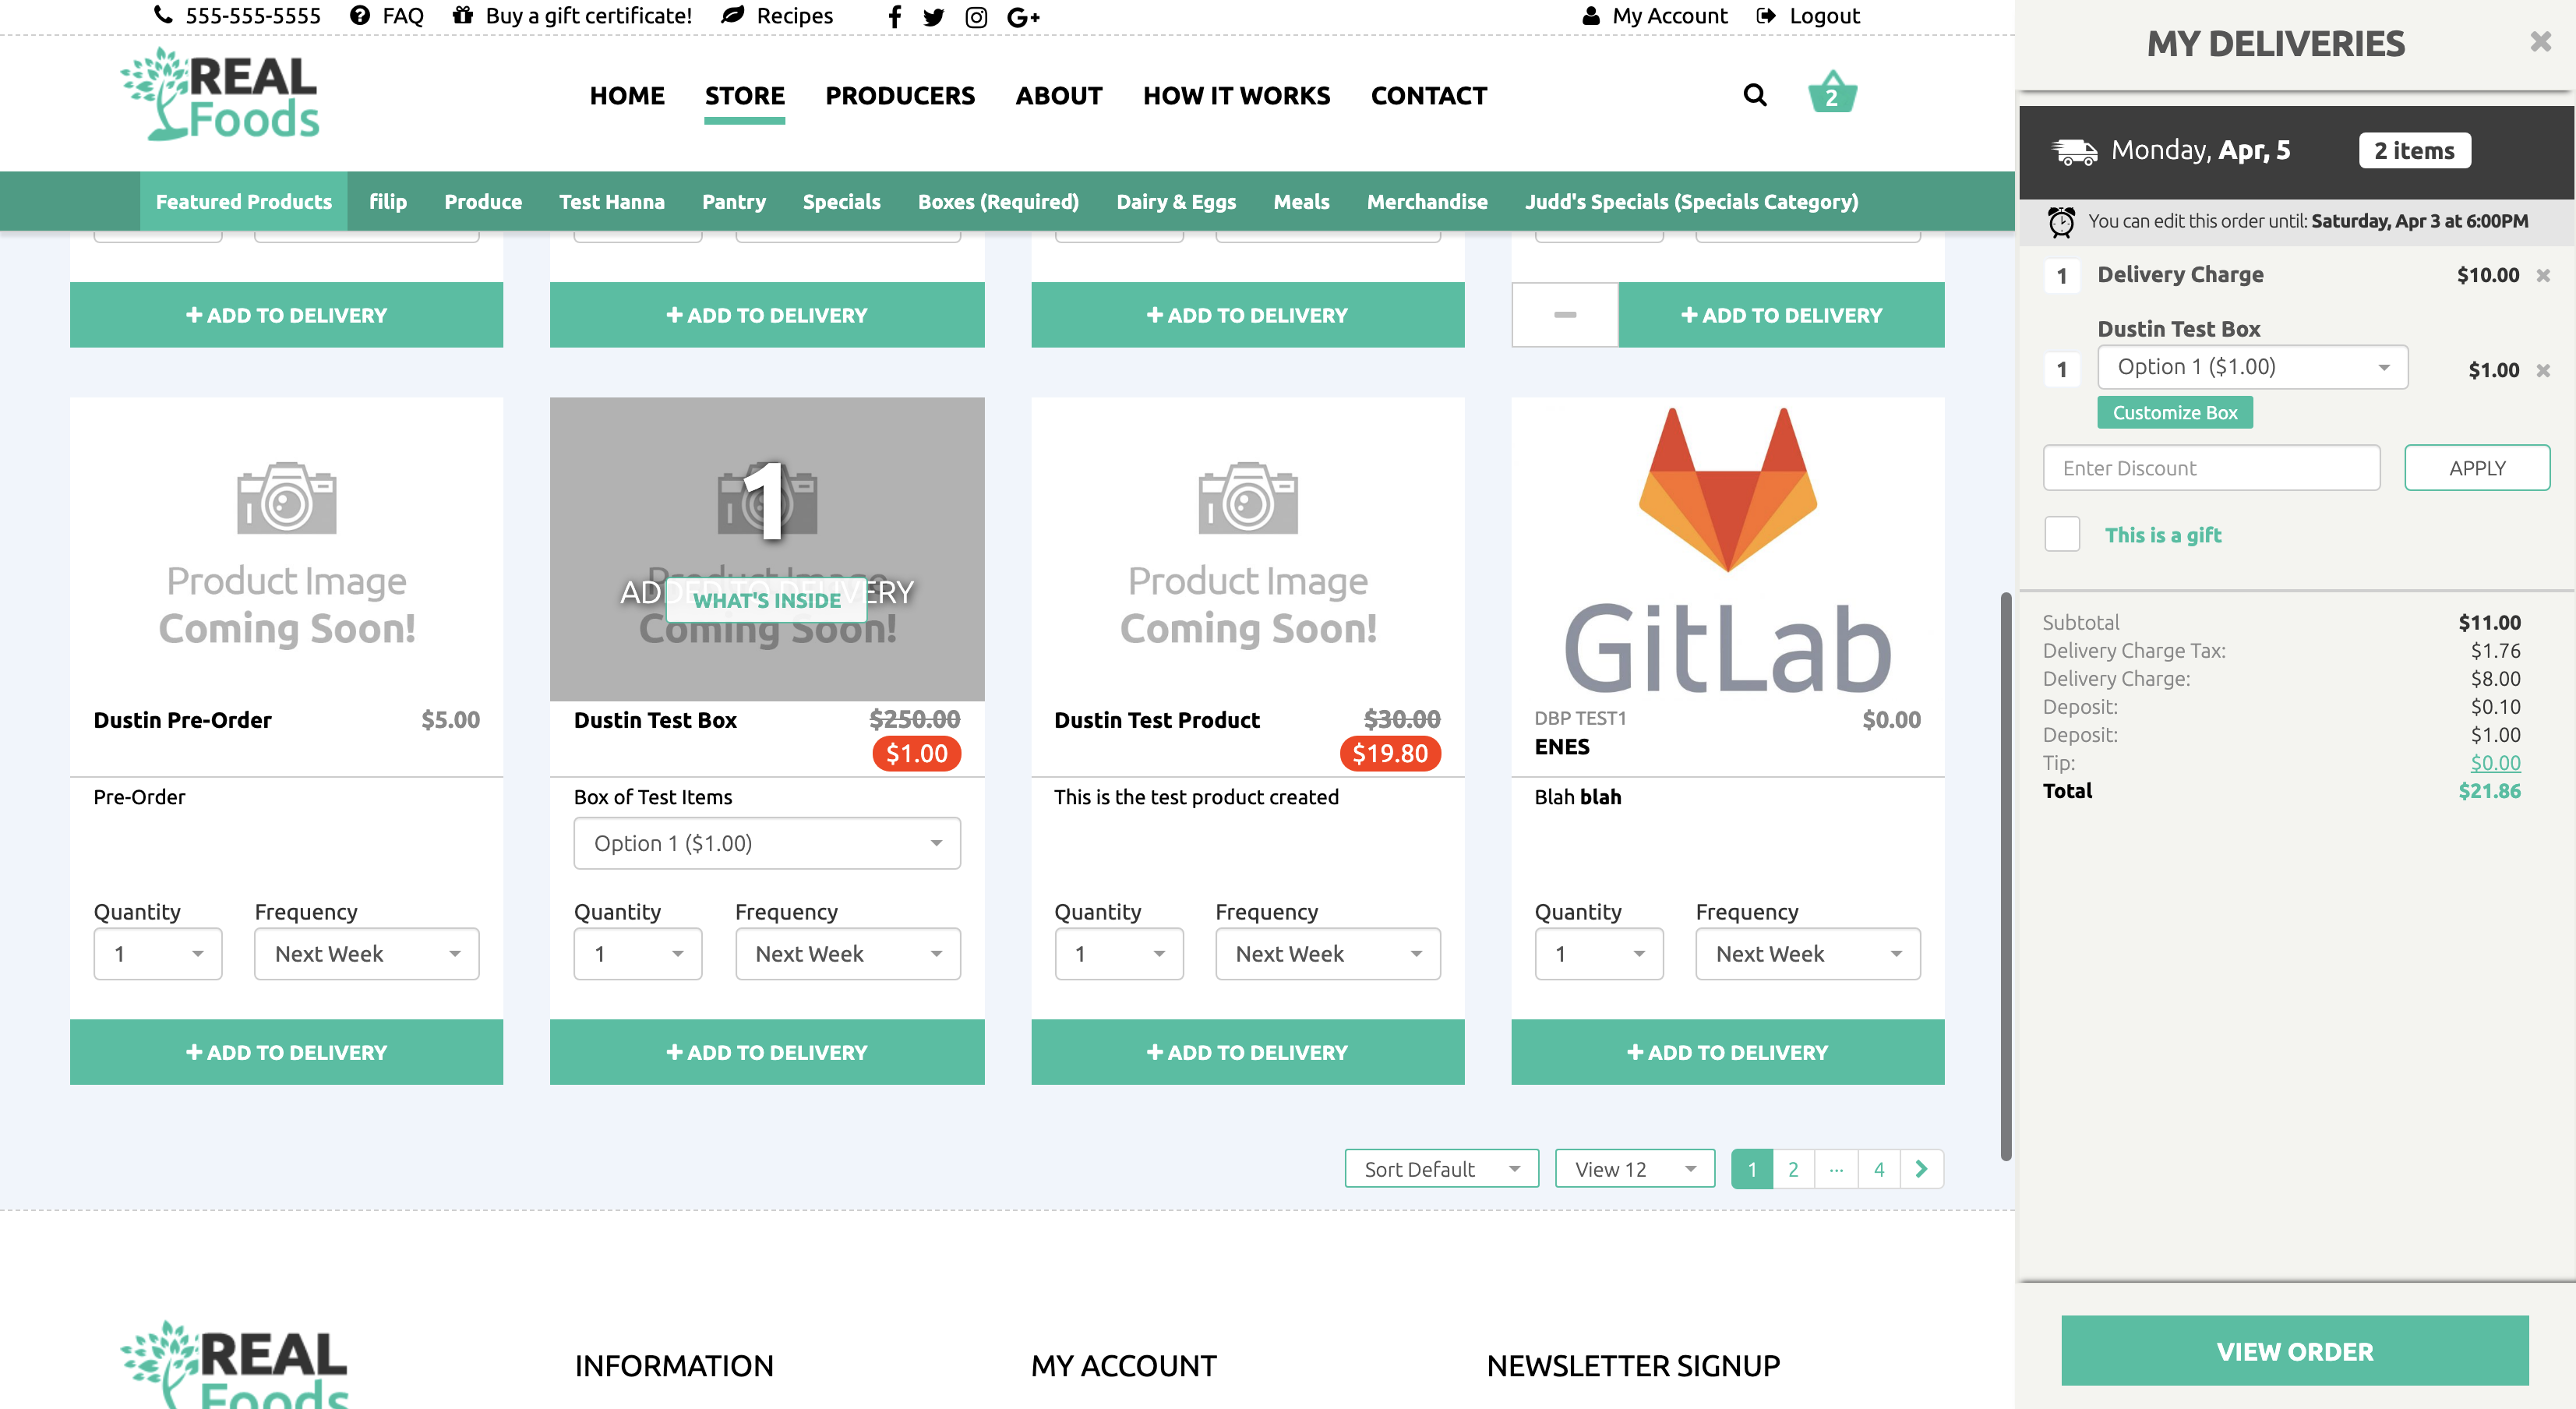 555-555-5555 FAQ Buy a gift certificate! Recipes My Account Logout
REAL
Foods
HOME STORE PRODUCERS ABOUT HOW IT WORKS CONTACT 2
Featured Products filip Produce Test Hanna Pantry Specials Boxes (Required) Dairy & Eggs Meals Merchandise Judd's Specials (Specials Category)
+ ADD TO DELIVERY + ADD TO DELIVERY + ADD TO DELIVERY + ADD TO DELIVERY
Product Image
Coming Soon!
Dustin Pre-Order $5.00
Pre-Order
Quantity Frequency
1 Next Week
+ ADD TO DELIVERY
1
Product Image
ADDED TO DELIVERY
WHAT'S INSIDE
Coming Soon!
Dustin Test Box $250.00
$1.00
Box of Test Items
Option 1 ($1.00)
Quantity Frequency
1 Next Week
+ ADD TO DELIVERY
Product Image
Coming Soon!
Dustin Test Product $30.00
$19.80
This is the test product created
Quantity Frequency
1 Next Week
+ ADD TO DELIVERY
GitLab
DBP TEST1 $0.00
ENES
Blah blah
Quantity Frequency
1 Next Week
+ ADD TO DELIVERY
Sort Default View 12 1 2 ... 4
REAL
Foods
INFORMATION MY ACCOUNT NEWSLETTER SIGNUP
MY DELIVERIES
Monday, Apr, 5 2 items
You can edit this order until: Saturday, Apr 3 at 6:00PM
1 Delivery Charge $10.00
Dustin Test Box
1 Option 1 ($1.00) $1.00
Customize Box
Enter Discount APPLY
This is a gift
Subtotal $11.00
Delivery Charge Tax: $1.76
Delivery Charge: $8.00
Deposit: $0.10
Deposit: $1.00
Tip: $0.00
Total $21.86
VIEW ORDER